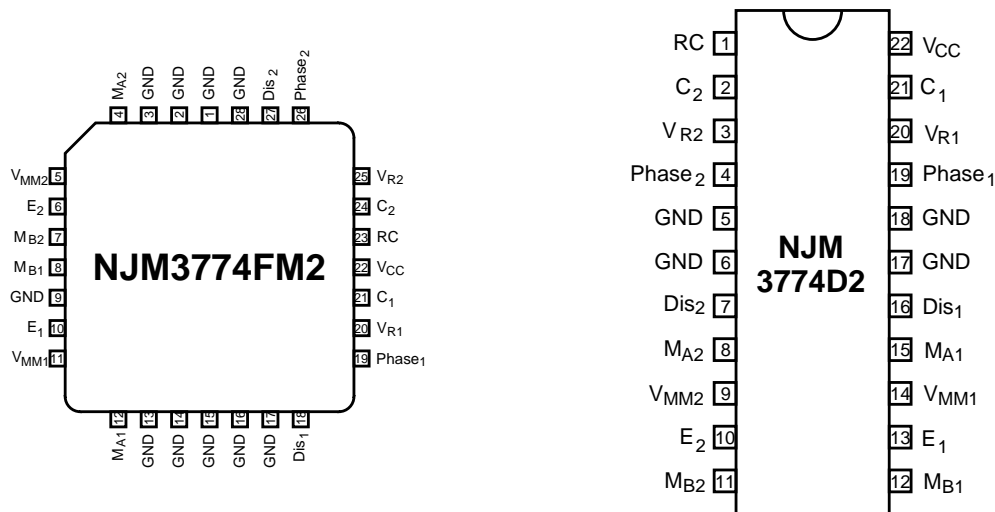 MA2 GND GND GND GND Dis2 Phase2
4 3 2 1 28 27 26
VMM2 5 25 VR2
E2 6 24 C2
MB2 7 23 RC
MB1 8 22 VCC
GND 9 21 C1
E1 10 20 VR1
VMM1 11 19 Phase1
NJM3774FM2
12 13 14 15 16 17 18
MA1 GND GND GND GND GND Dis1
RC 1 22 VCC
C2 2 21 C1
VR2 3 20 VR1
Phase2 4 19 Phase1
GND 5 18 GND
GND 6 17 GND
Dis2 7 16 Dis1
MA2 8 15 MA1
VMM2 9 14 VMM1
E2 10 13 E1
MB2 11 12 MB1
NJM
3774D2